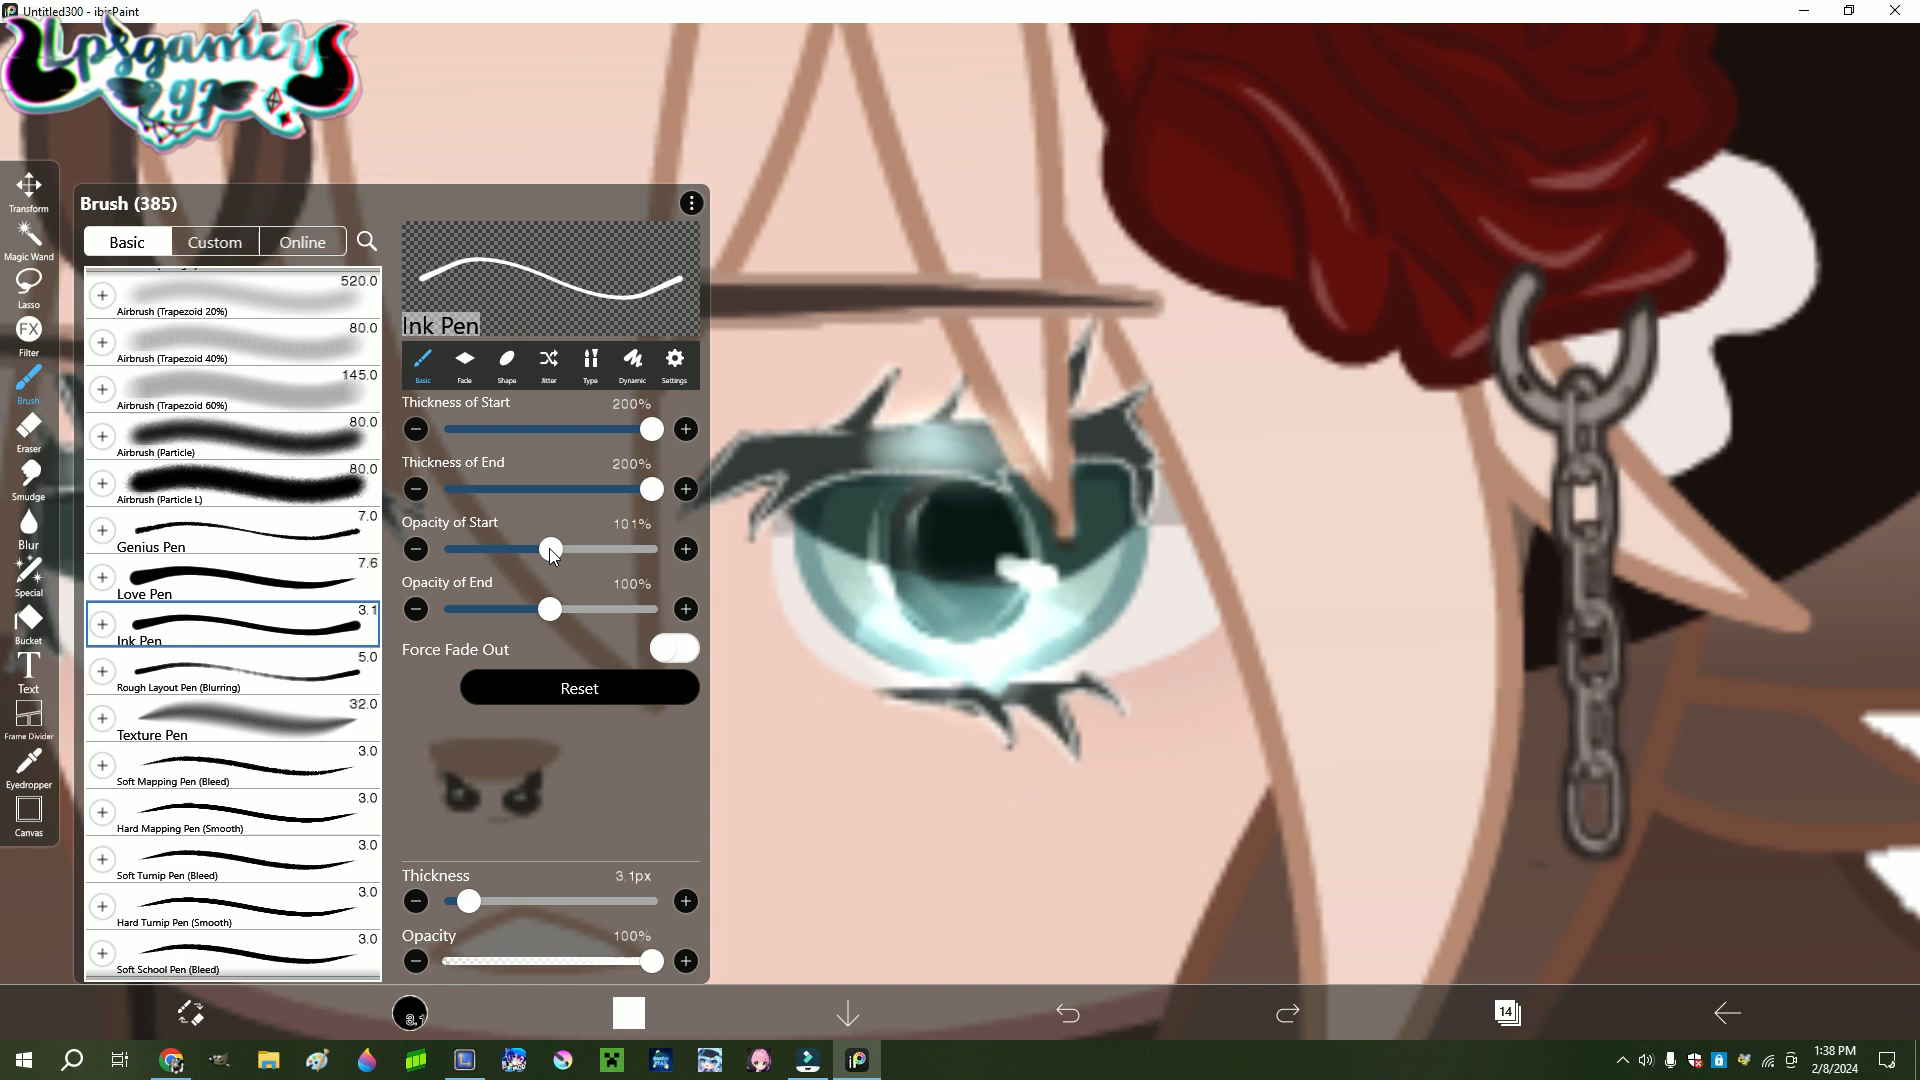 Untitled300 - ibisPaint
Lpsgamer
297
Transform
Magic Wand
Lasso
FX
Filter
Brush
Eraser
Smudge
Blur
Special
Bucket
T
Text
Frame Divider
Eyedropper
Canvas
Brush (385)
Basic
Custom
Online
520.0
Airbrush (Trapezoid 20%)
80.0
Airbrush (Trapezoid 40%)
145.0
Airbrush (Trapezoid 60%)
80.0
Airbrush (Particle)
80.0
Airbrush (Particle L)
7.0
Genius Pen
7.6
Love Pen
3.1
Ink Pen
5.0
Rough Layout Pen (Blurring)
32.0
Texture Pen
3.0
Soft Mapping Pen (Bleed)
3.0
Hard Mapping Pen (Smooth)
3.0
Soft Turnip Pen (Bleed)
3.0
Hard Turnip Pen (Smooth)
3.0
Soft School Pen (Bleed)
Ink Pen
Basic
Fade
Shape
Jitter
Type
Dynamic
Settings
Thickness of Start 200%
Thickness of End 200%
Opacity of Start 101%
Opacity of End 100%
Force Fade Out
Reset
Thickness 3.1px
Opacity 100%
14
1:38 PM
2/8/2024